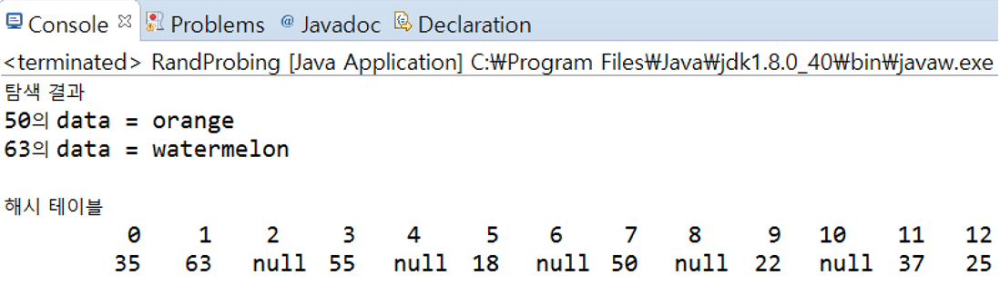 Console Problems @ Javadoc Declaration
<terminated> RandProbing [Java Application] C:₩Program Files₩Java₩jdk1.8.0_40₩bin₩javaw.exe
탐색 결과
50의 data = orange
63의 data = watermelon
해시 테이블
0 1 2 3 4 5 6 7 8 9 10 11 12
35 63 null 55 null 18 null 50 null 22 null 37 25